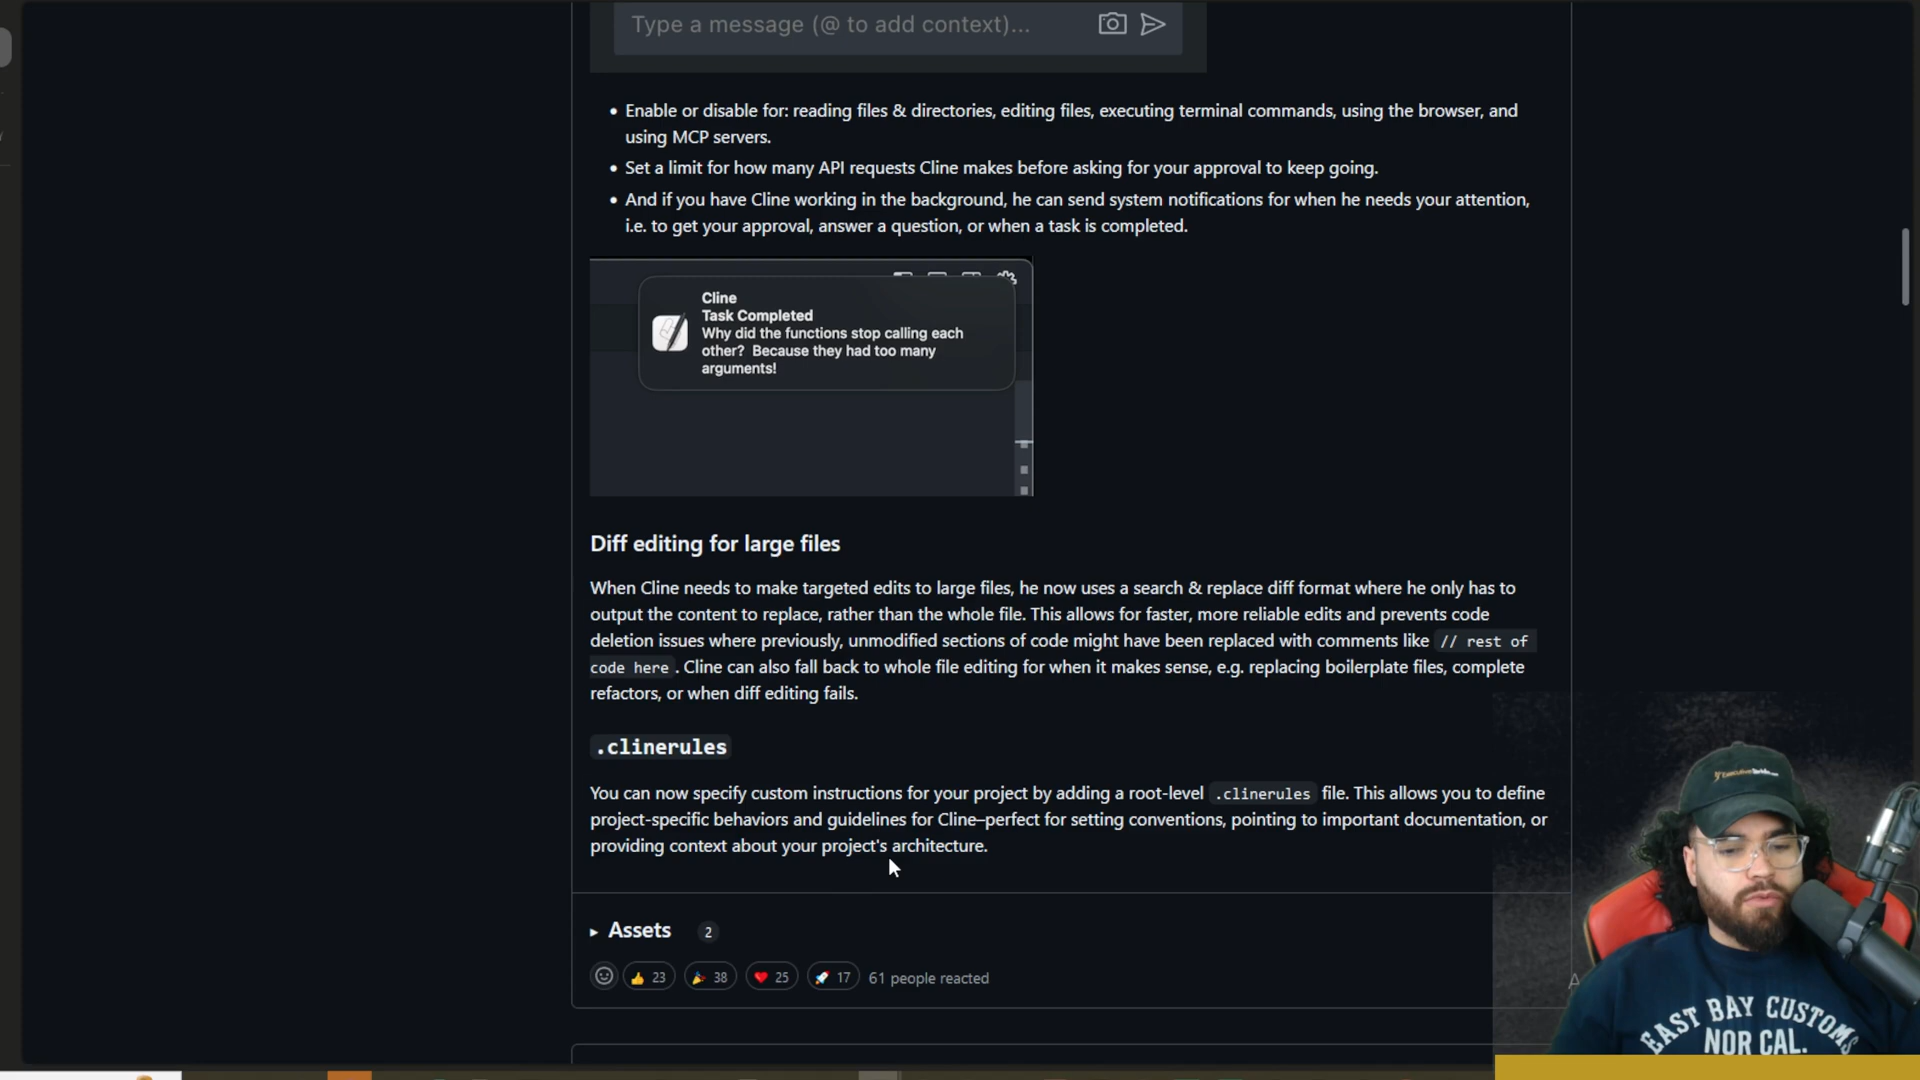 Type a message (@ to add context)...
• Enable or disable for: reading files & directories, editing files, executing terminal commands, using the browser, and
using MCP servers.
• Set a limit for how many API requests Cline makes before asking for your approval to keep going.
• And if you have Cline working in the background, he can send system notifications for when he needs your attention,
i.e. to get your approval, answer a question, or when a task is completed.
Cline
Task Completed
Why did the functions stop calling each
other? Because they had too many
arguments!
Diff editing for large files
When Cline needs to make targeted edits to large files, he now uses a search & replace diff format where he only has to
output the content to replace, rather than the whole file. This allows for faster, more reliable edits and prevents code
deletion issues where previously, unmodified sections of code might have been replaced with comments like // rest of
code here . Cline can also fall back to whole file editing for when it makes sense, e.g. replacing boilerplate files, complete
refactors, or when diff editing fails.
.clinerules
You can now specify custom instructions for your project by adding a root-level .clinerules file. This allows you to define
project-specific behaviors and guidelines for Cline–perfect for setting conventions, pointing to important documentation, or
providing context about your project's architecture.
Assets 2
23 38 25 17 61 people reacted
EAST BAY CUSTOMS
NOR CAL.